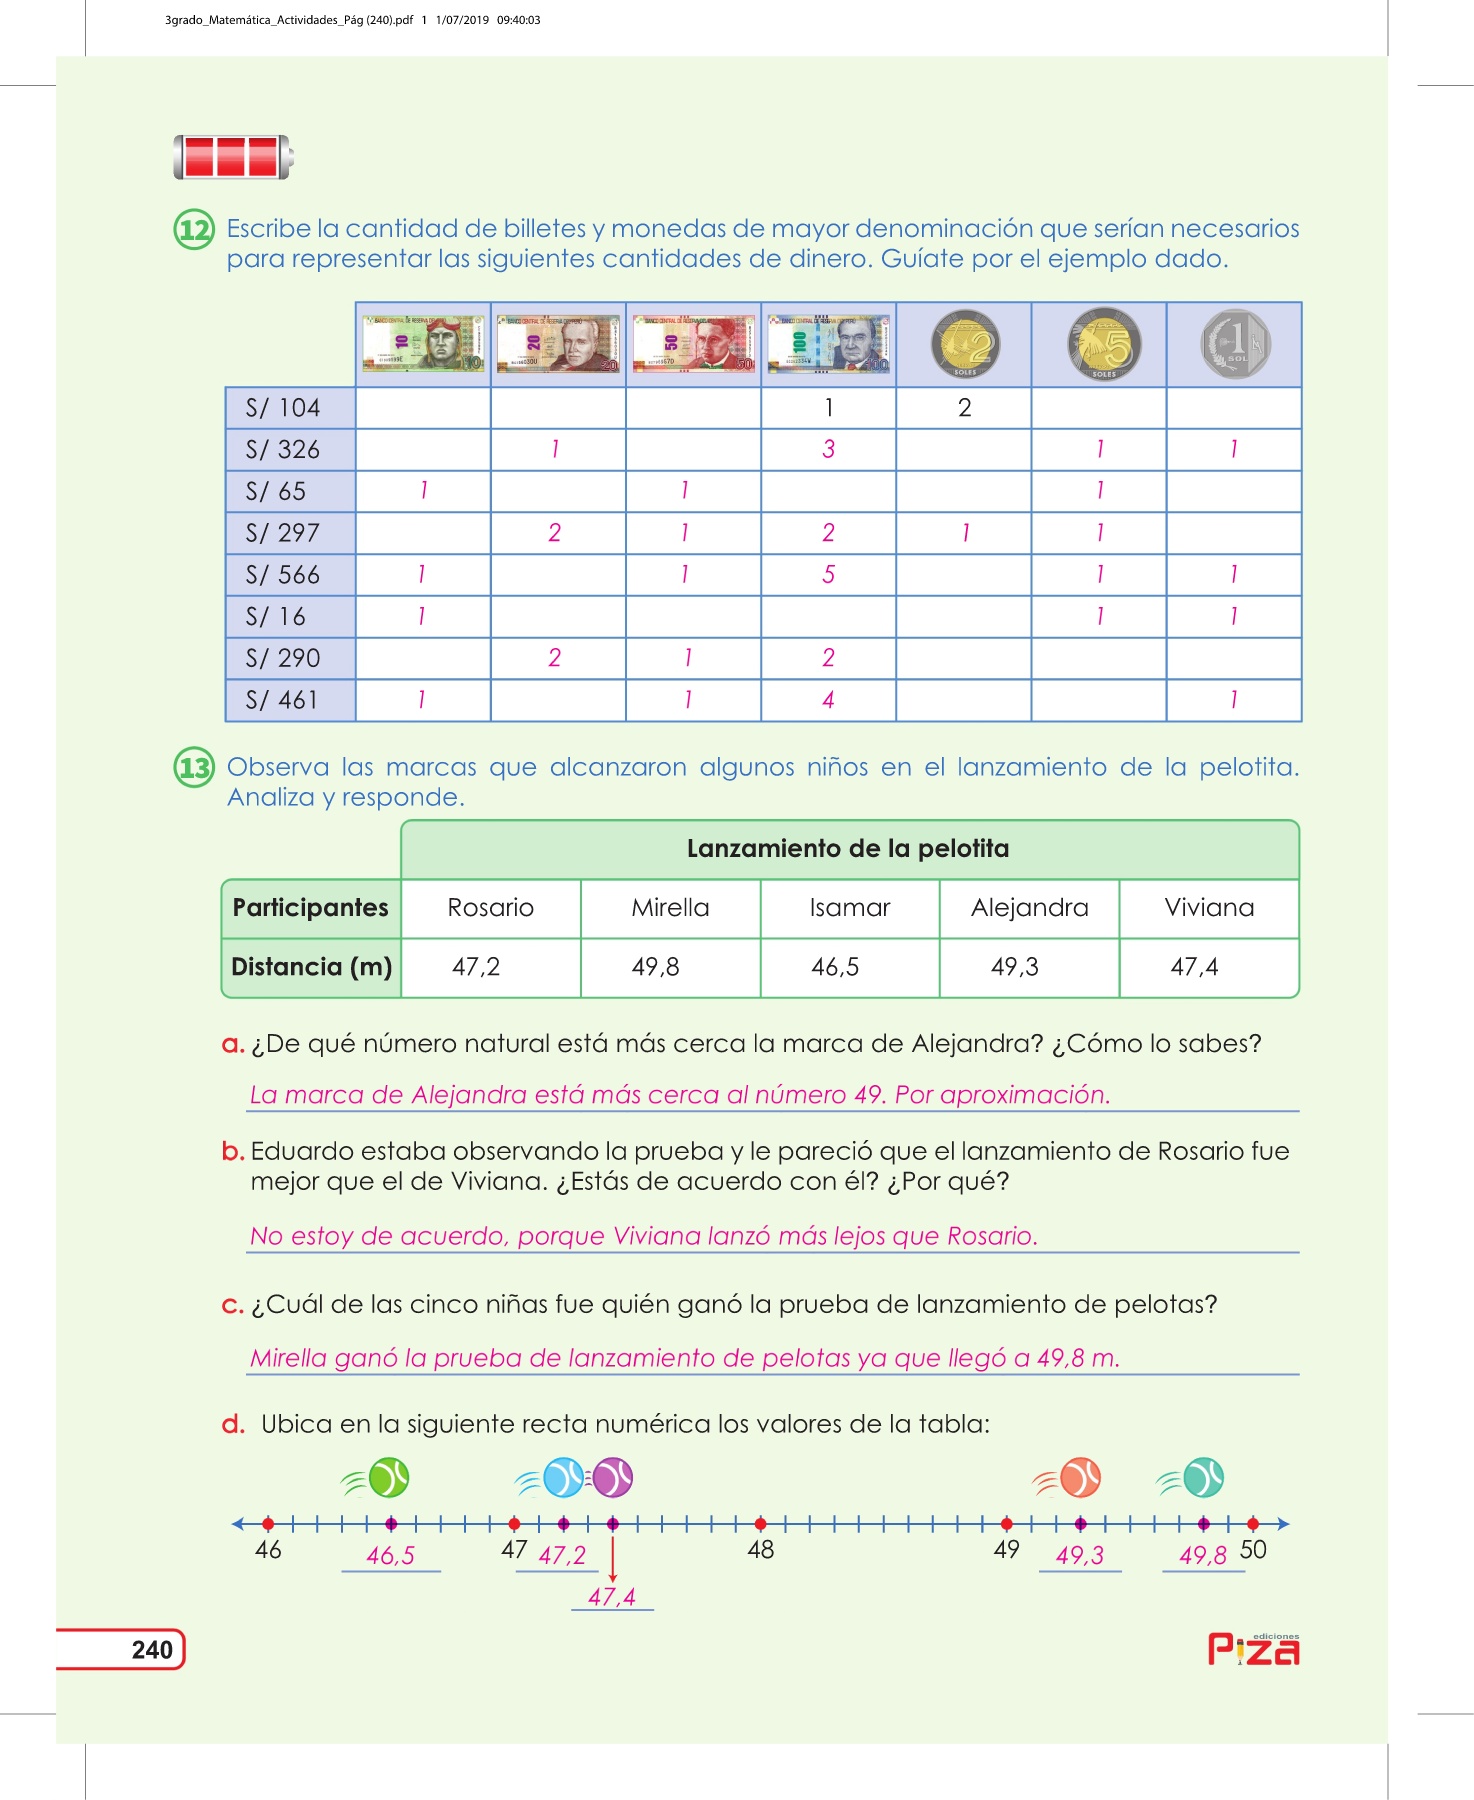 3grado_Matemática_Actividades_Pág (240).pdf 1 1/07/2019 09:40:03
12 Escribe la cantidad de billetes y monedas de mayor denominación que serían necesarios
para representar las siguientes cantidades de dinero. Guíate por el ejemplo dado.
10 20 50 100 2 SOLES 5 SOLES 1 SOL
S/ 104 1 2
S/ 326 1 3 1 1
S/ 65 1 1 1
S/ 297 2 1 2 1 1
S/ 566 1 1 5 1 1
S/ 16 1 1 1
S/ 290 2 1 2
S/ 461 1 1 4 1
13 Observa las marcas que alcanzaron algunos niños en el lanzamiento de la pelotita.
Analiza y responde.
Lanzamiento de la pelotita
Participantes Rosario Mirella Isamar Alejandra Viviana
Distancia (m) 47,2 49,8 46,5 49,3 47,4
a. ¿De qué número natural está más cerca la marca de Alejandra? ¿Cómo lo sabes?
La marca de Alejandra está más cerca al número 49. Por aproximación.
b. Eduardo estaba observando la prueba y le pareció que el lanzamiento de Rosario fue
mejor que el de Viviana. ¿Estás de acuerdo con él? ¿Por qué?
No estoy de acuerdo, porque Viviana lanzó más lejos que Rosario.
c. ¿Cuál de las cinco niñas fue quién ganó la prueba de lanzamiento de pelotas?
Mirella ganó la prueba de lanzamiento de pelotas ya que llegó a 49,8 m.
d. Ubica en la siguiente recta numérica los valores de la tabla:
46 46,5 47 47,2 48 49 49,3 49,8 50
47,4
240
ediciones
Piza